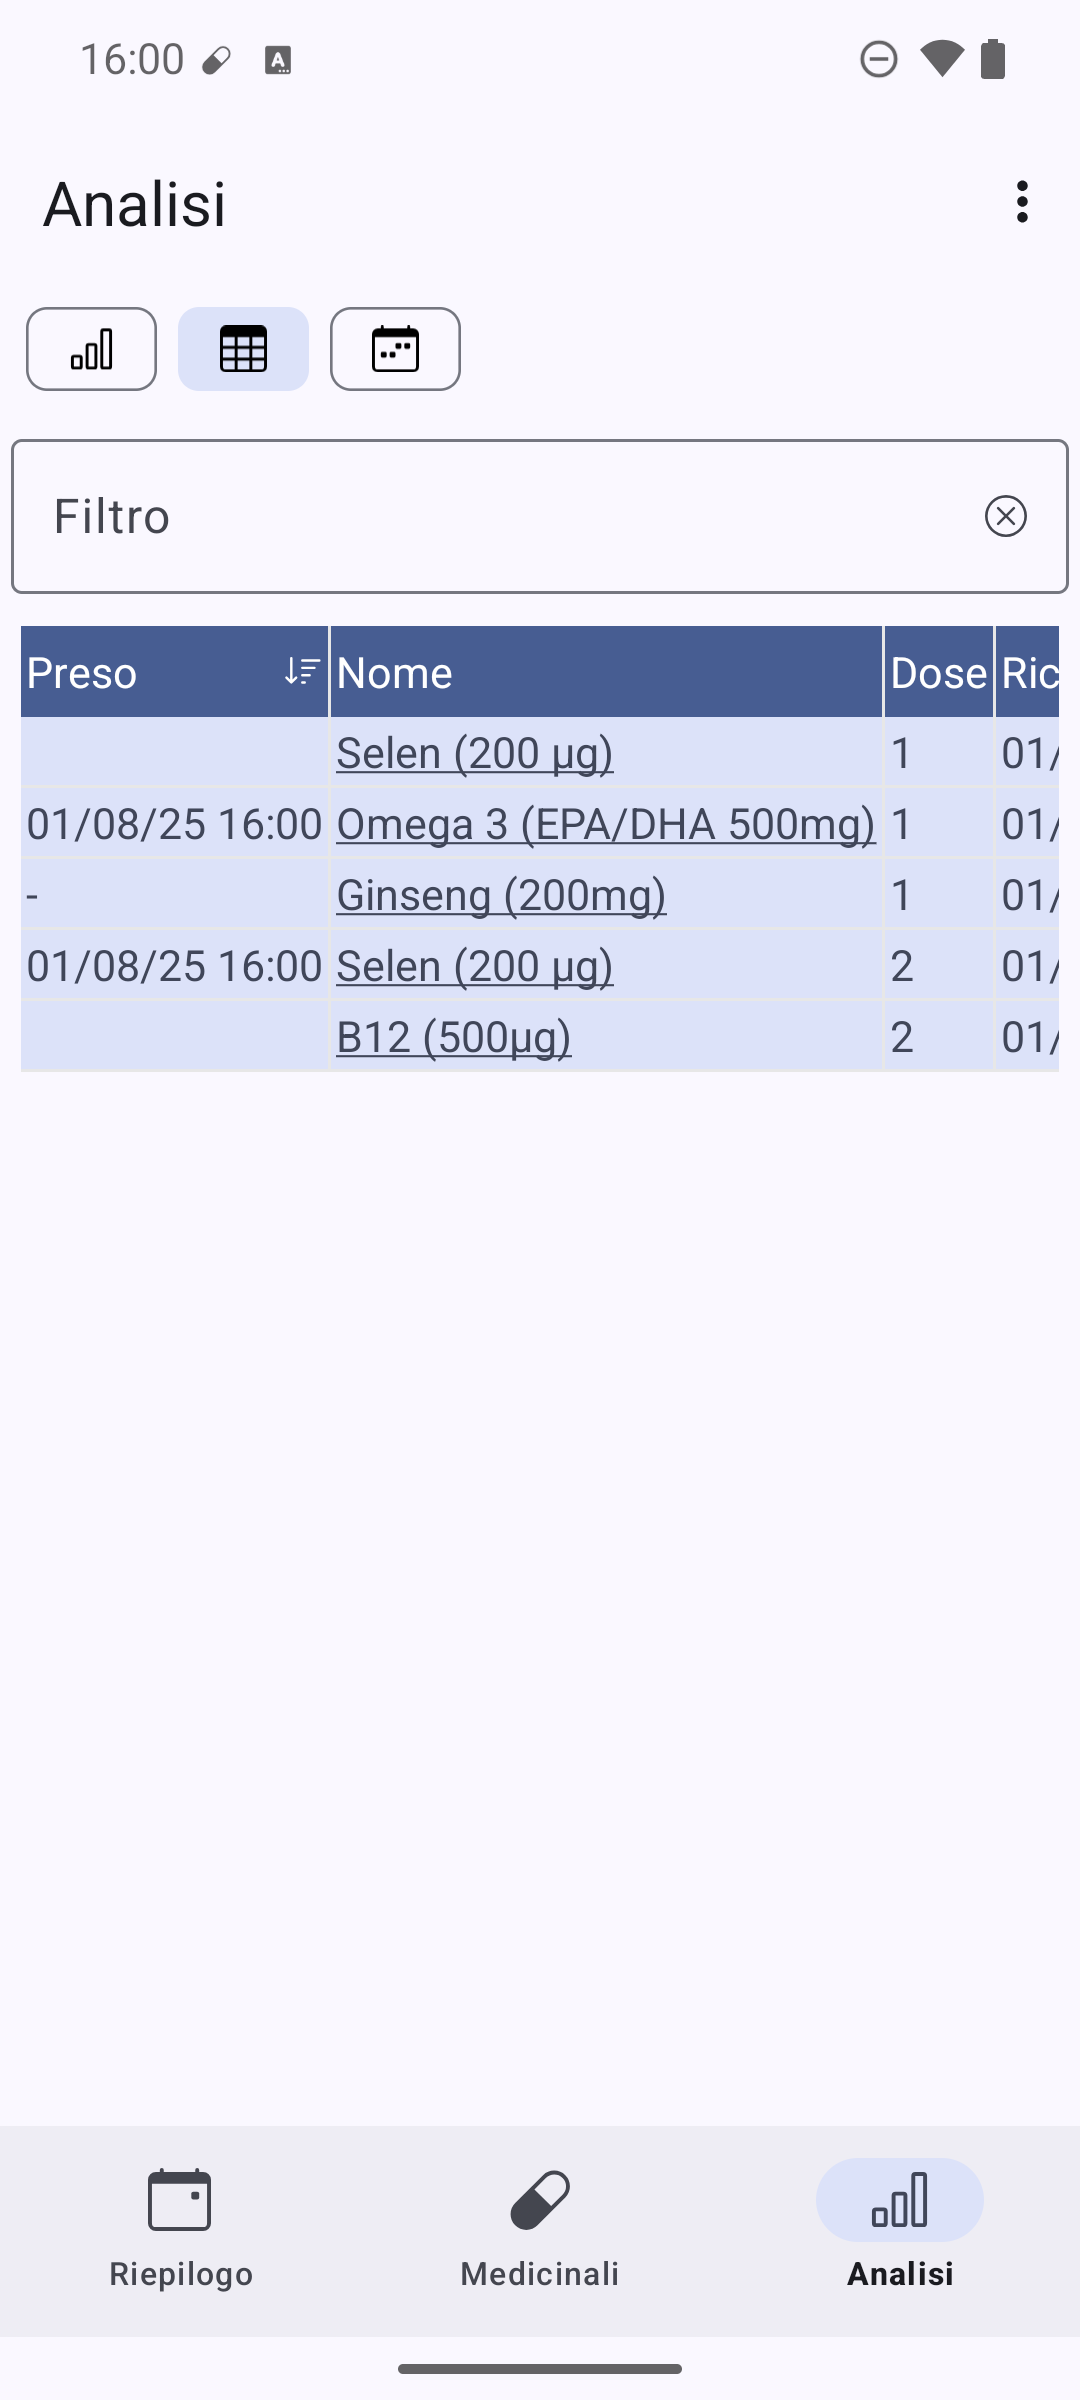 16:00
Analisi
Filtro
Preso Nome Dose Ric
Selen (200 µg) 1 01/
01/08/25 16:00 Omega 3 (EPA/DHA 500mg) 1 01/
- Ginseng (200mg) 1 01/
01/08/25 16:00 Selen (200 µg) 2 01/
B12 (500µg) 2 01/
Riepilogo Medicinali Analisi